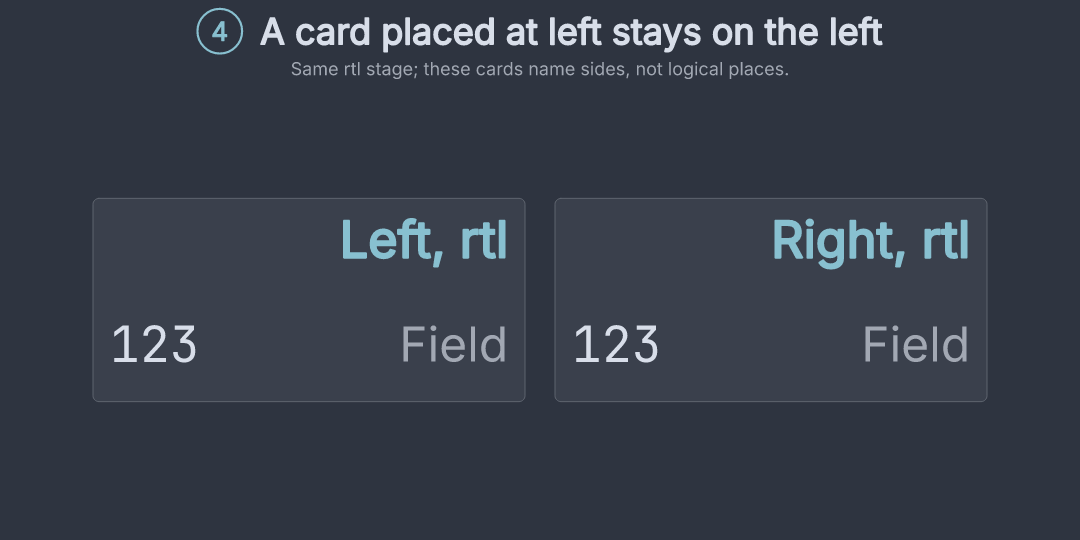 4 A card placed at left stays on the left
Same rtl stage; these cards name sides, not logical places.
Left, rtl
123 Field
Right, rtl
123 Field